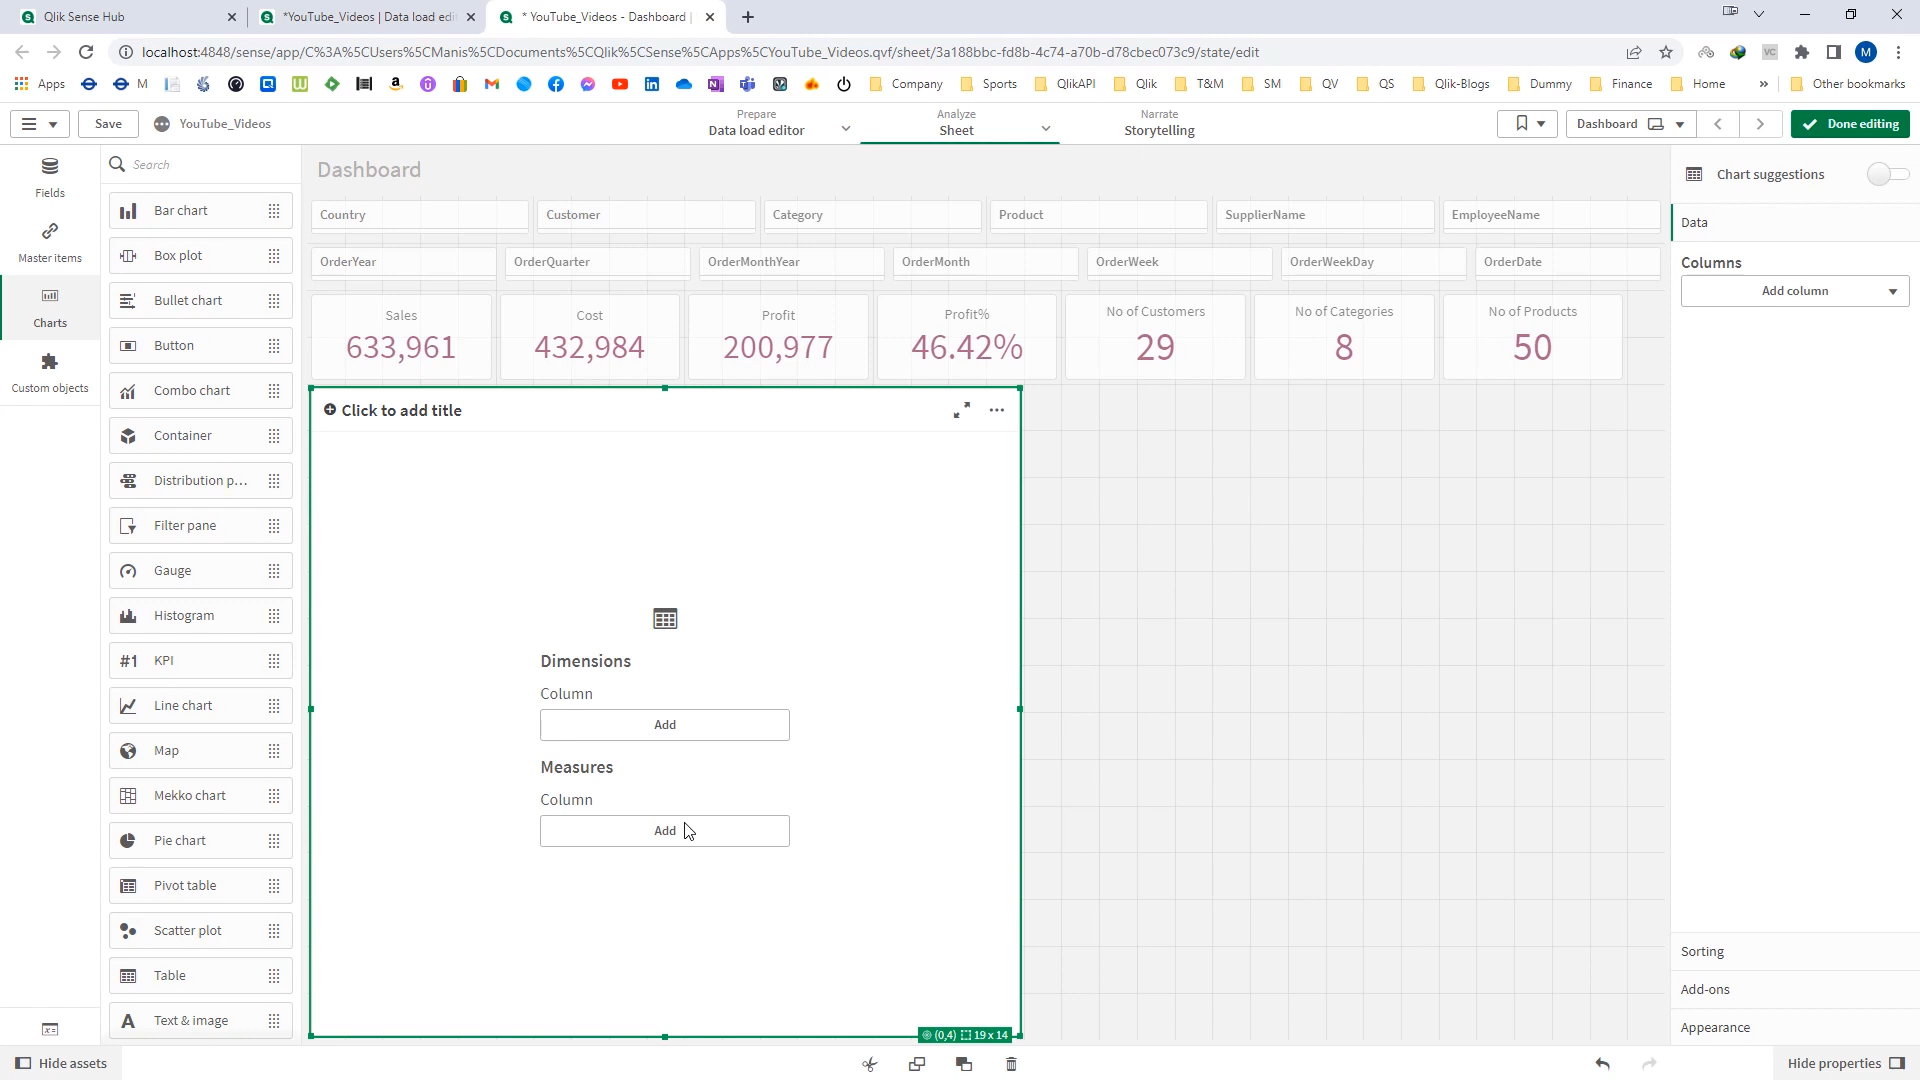 Qlik Sense Hub
*YouTube_Videos | Data load edi
* YouTube_Videos - Dashboard |
localhost:4848/sense/app/C%3A%5CUsers%5CManis%5CDocuments%5CQlik%5CSense%5CApps%5CYouTube_Videos.qvf/sheet/3a188bbc-fd8b-4c74-a70b-d78cbec073c9/state/edit
VC
M
Apps
M
Company
Sports
QlikAPI
Qlik
T&M
SM
QV
QS
Qlik-Blogs
Dummy
Finance
Home
»
Other bookmarks
Save
YouTube_Videos
Prepare
Data load editor
Analyze
Sheet
Narrate
Storytelling
Dashboard
Done editing
Fields
Master items
Charts
Custom objects
Search
Bar chart
Box plot
Bullet chart
Button
Combo chart
Container
Distribution p...
Filter pane
Gauge
Histogram
#1 KPI
Line chart
Map
Mekko chart
Pie chart
Pivot table
Scatter plot
Table
A Text & image
Dashboard
Country
Customer
Category
Product
SupplierName
EmployeeName
OrderYear
OrderQuarter
OrderMonthYear
OrderMonth
OrderWeek
OrderWeekDay
OrderDate
Sales
633,961
Cost
432,984
Profit
200,977
Profit%
46.42%
No of Customers
29
No of Categories
8
No of Products
50
Click to add title
Dimensions
Column
Add
Measures
Column
Add
(0,4) 19 x 14
Chart suggestions
Data
Columns
Add column
Sorting
Add-ons
Appearance
Hide assets
Hide properties